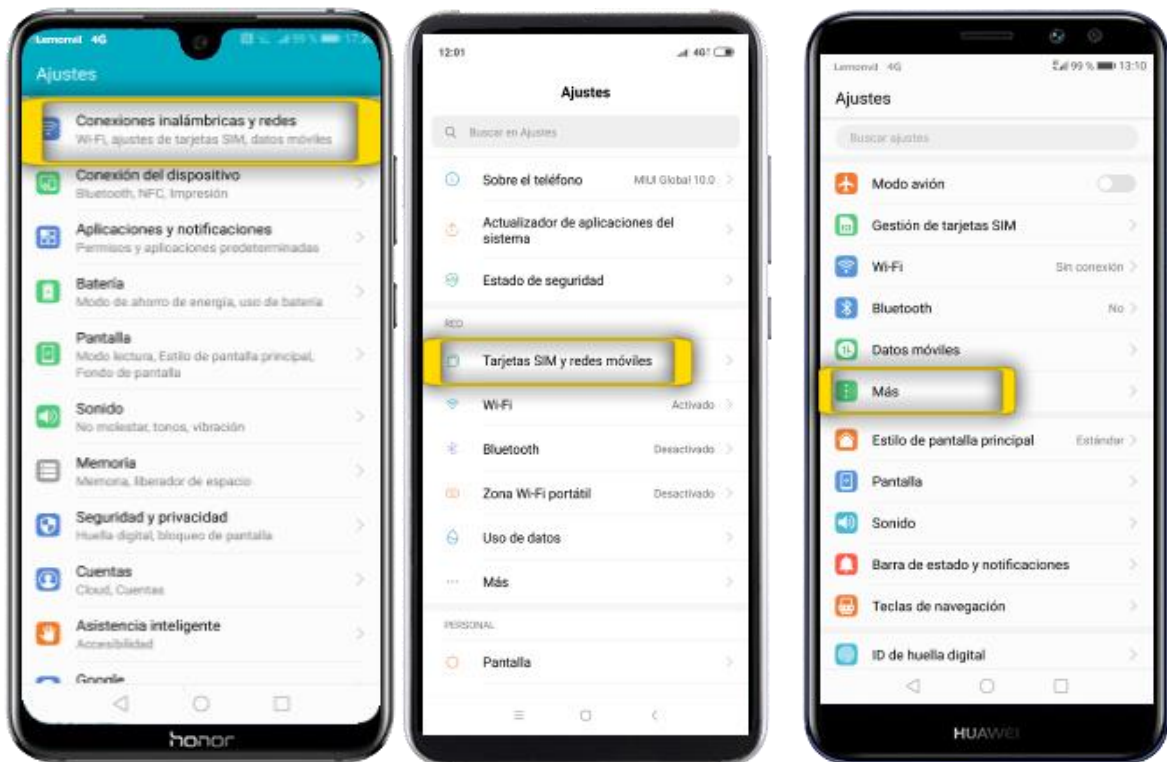 Lemonvil 4G
Ajustes
Conexiones inalámbricas y redes
Wi-Fi, ajustes de tarjetas SIM, datos móviles
Conexión del dispositivo
Bluetooth, NFC, Impresión
Aplicaciones y notificaciones
Permisos y aplicaciones predeterminadas
Batería
Modo de ahorro de energía, uso de batería
Pantalla
Modo lectura, Estilo de pantalla principal,
Fondo de pantalla
Sonido
No molestar, tonos, vibración
Memoria
Memoria, liberador de espacio
Seguridad y privacidad
Huella digital, bloqueo de pantalla
Cuentas
Cloud, Cuentas
Asistencia inteligente
Accesibilidad
Google
honor
12:01
Ajustes
Buscar en Ajustes
Sobre el teléfono MIUI Global 10.0
Actualizador de aplicaciones del
sistema
Estado de seguridad
RED
Tarjetas SIM y redes móviles
Wi-Fi Activado
Bluetooth Desactivado
Zona Wi-Fi portátil Desactivado
Uso de datos
Más
PERSONAL
Pantalla
Lemonvil 4G 99 % 13:10
Ajustes
Buscar ajustes
Modo avión
Gestión de tarjetas SIM
Wi-Fi Sin conexión
Bluetooth No
Datos móviles
Más
Estilo de pantalla principal Estándar
Pantalla
Sonido
Barra de estado y notificaciones
Teclas de navegación
ID de huella digital
HUAWEI